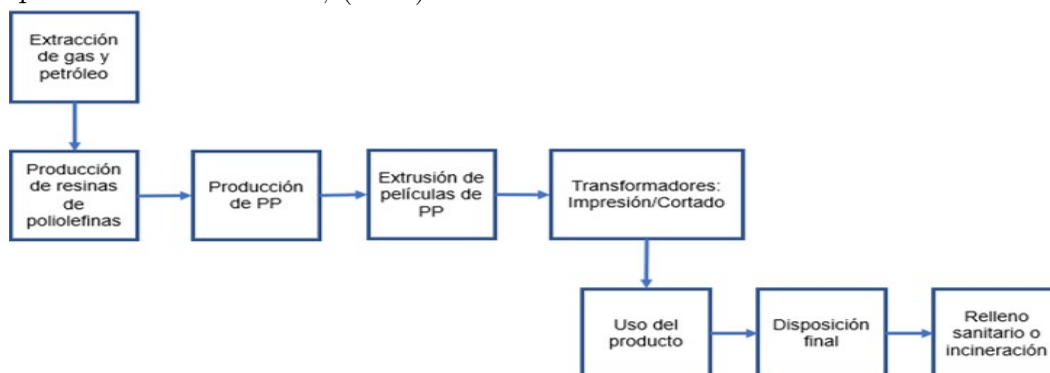 Extracción
de gas y
petróleo
Producción
de resinas
de
poliolefinas
Producción
de PP
Extrusión de
películas de
PP
Transformadores:
Impresión/Cortado
Uso del
producto
Disposición
final
Relleno
sanitario o
incineración